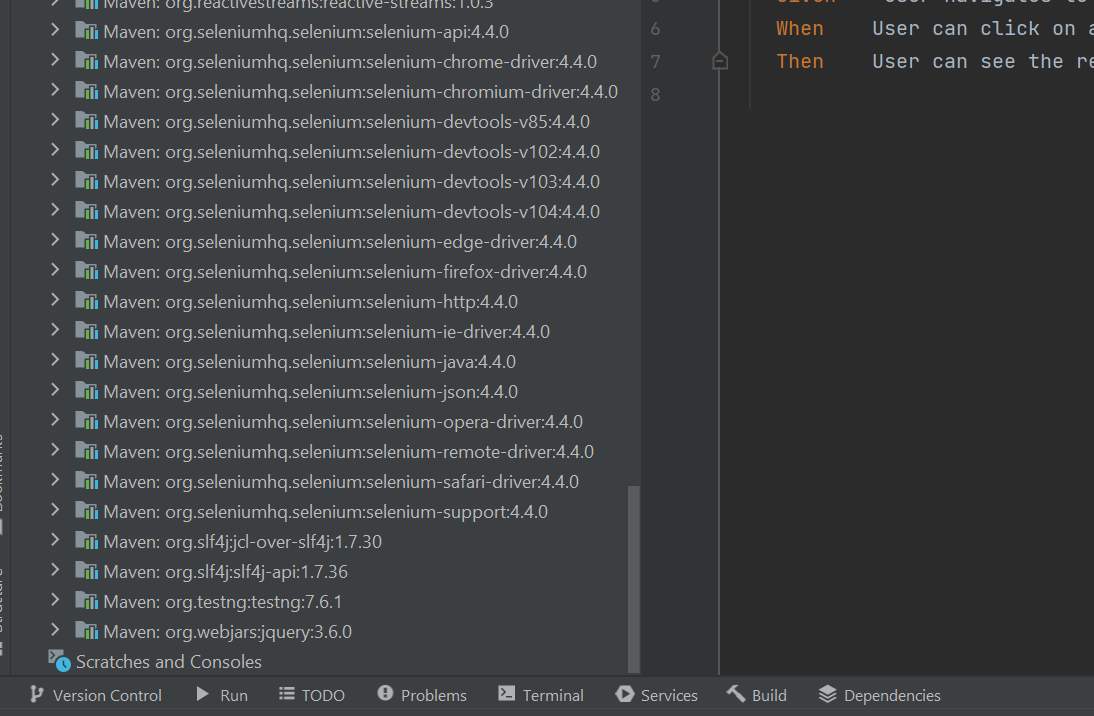 Maven: org.reactivestreams:reactive-streams:1.0.3
Maven: org.seleniumhq.selenium:selenium-api:4.4.0
Maven: org.seleniumhq.selenium:selenium-chrome-driver:4.4.0
Maven: org.seleniumhq.selenium:selenium-chromium-driver:4.4.0
Maven: org.seleniumhq.selenium:selenium-devtools-v85:4.4.0
Maven: org.seleniumhq.selenium:selenium-devtools-v102:4.4.0
Maven: org.seleniumhq.selenium:selenium-devtools-v103:4.4.0
Maven: org.seleniumhq.selenium:selenium-devtools-v104:4.4.0
Maven: org.seleniumhq.selenium:selenium-edge-driver:4.4.0
Maven: org.seleniumhq.selenium:selenium-firefox-driver:4.4.0
Maven: org.seleniumhq.selenium:selenium-http:4.4.0
Maven: org.seleniumhq.selenium:selenium-ie-driver:4.4.0
Maven: org.seleniumhq.selenium:selenium-java:4.4.0
Maven: org.seleniumhq.selenium:selenium-json:4.4.0
Maven: org.seleniumhq.selenium:selenium-opera-driver:4.4.0
Maven: org.seleniumhq.selenium:selenium-remote-driver:4.4.0
Maven: org.seleniumhq.selenium:selenium-safari-driver:4.4.0
Maven: org.seleniumhq.selenium:selenium-support:4.4.0
Maven: org.slf4j:jcl-over-slf4j:1.7.30
Maven: org.slf4j:slf4j-api:1.7.36
Maven: org.testng:testng:7.6.1
Maven: org.webjars:jquery:3.6.0
Scratches and Consoles
6 When User can click on a
7 Then User can see the re
8
Version Control Run TODO Problems Terminal Services Build Dependencies